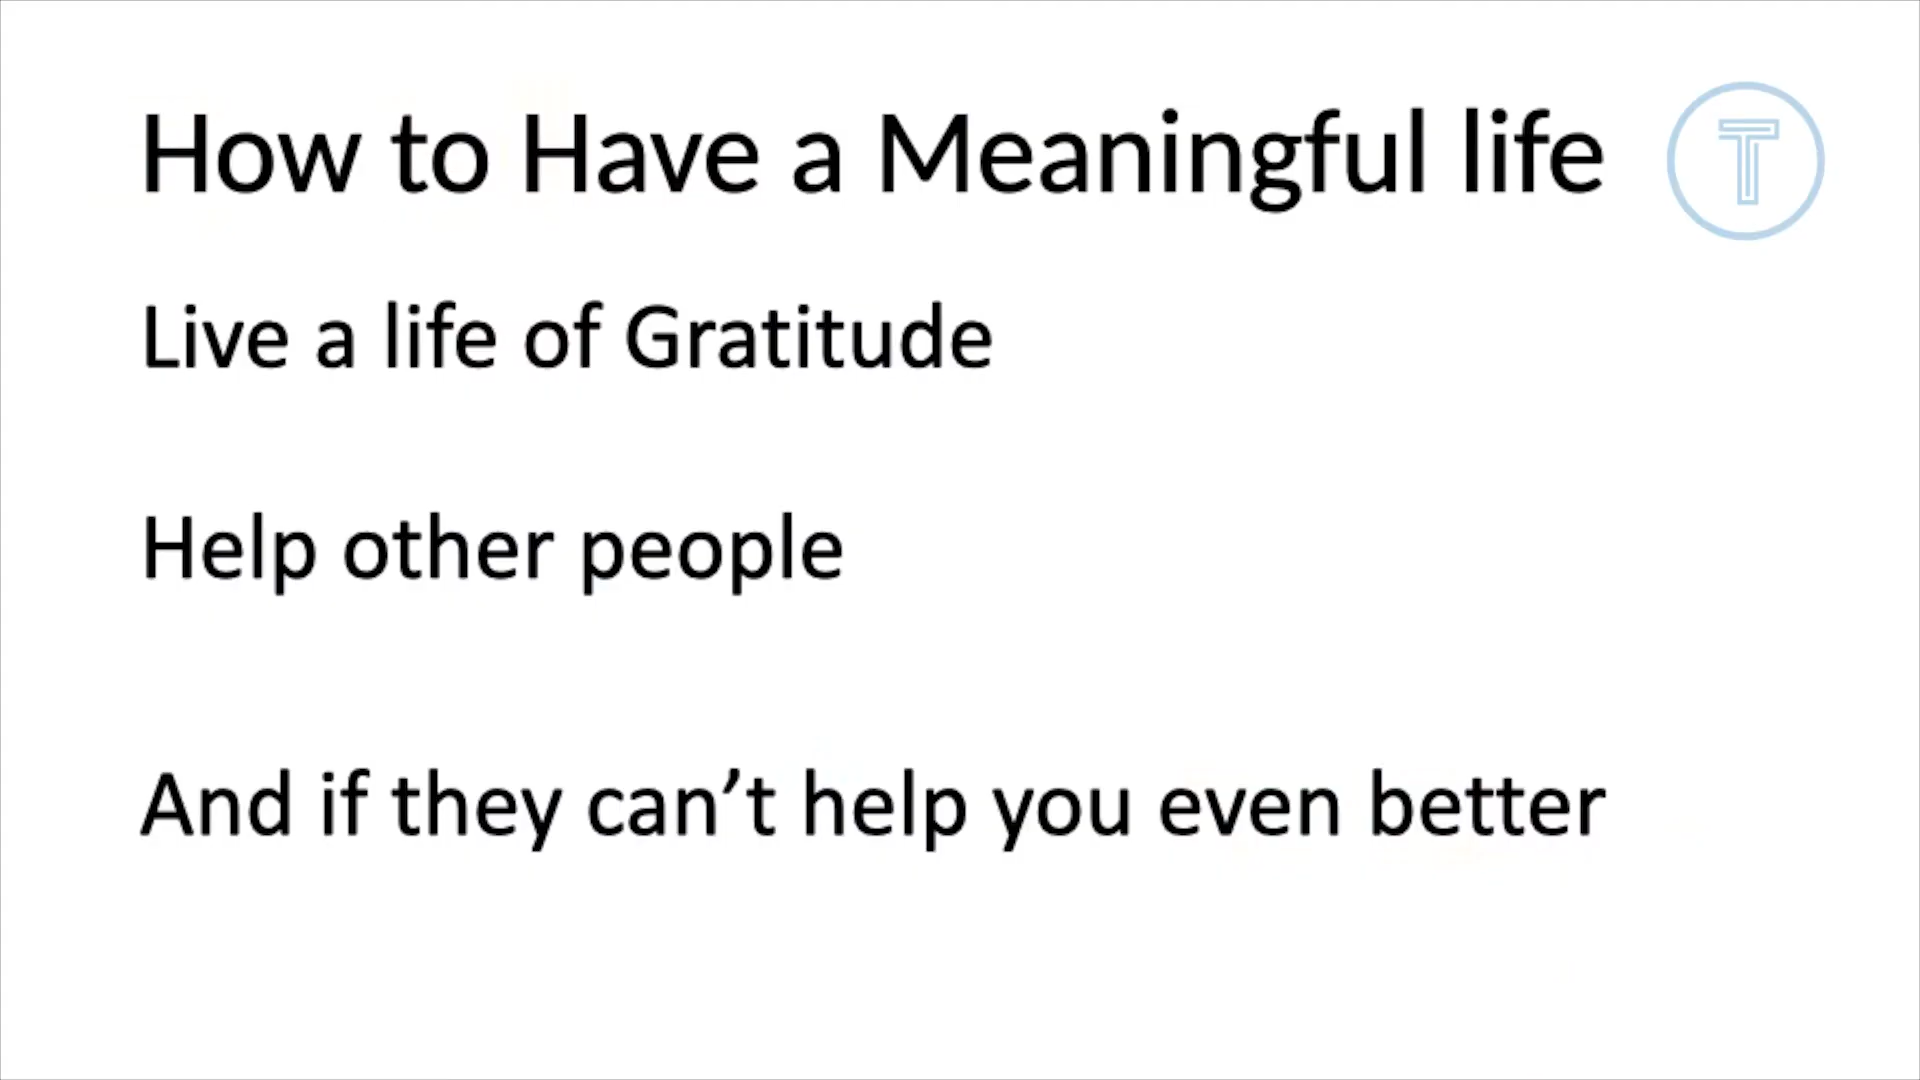 How to Have a Meaningful life
T
Live a life of Gratitude
Help other people
And if they can’t help you even better